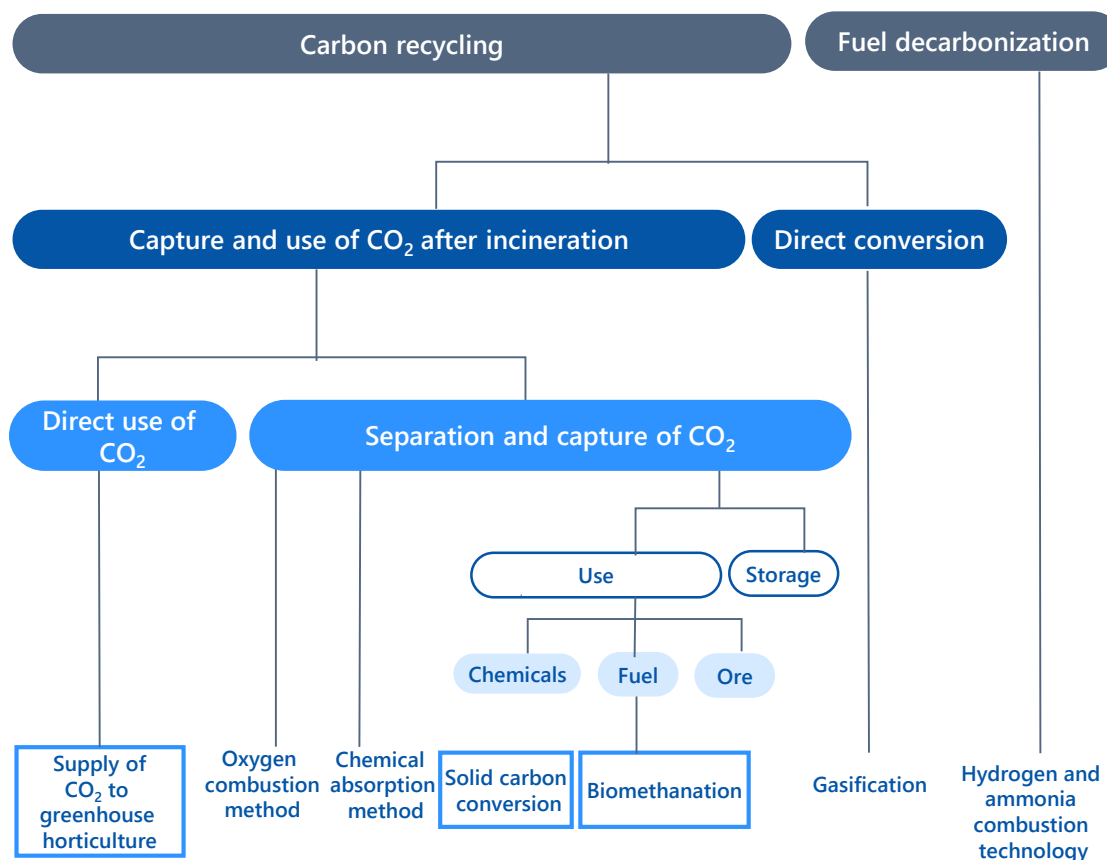 Carbon recycling
Fuel decarbonization
Capture and use of CO₂ after incineration
Direct conversion
Direct use of
CO₂
Separation and capture of CO₂
Use
Storage
Chemicals
Fuel
Ore
Supply of
CO₂ to
greenhouse
horticulture
Oxygen
combustion
method
Chemical
absorption
method
Solid carbon
conversion
Biomethanation
Gasification
Hydrogen and
ammonia
combustion
technology